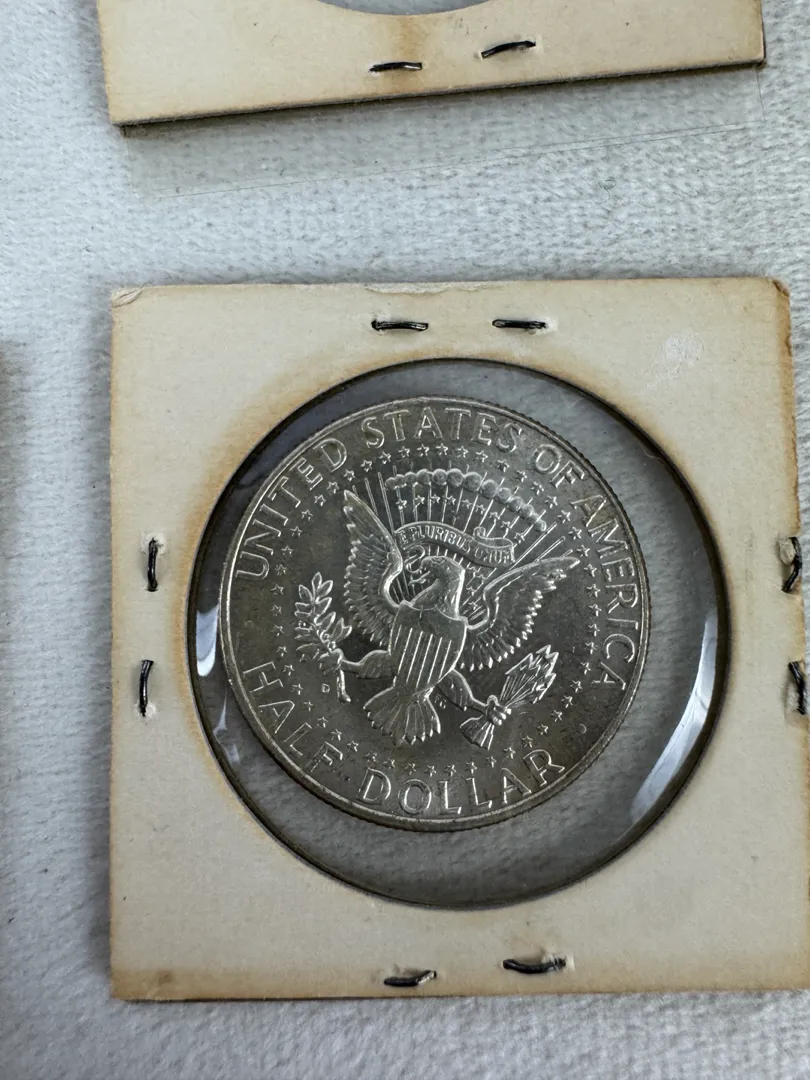 UNITED STATES OF AMERICA
E PLURIBUS UNUM
D
HALF DOLLAR